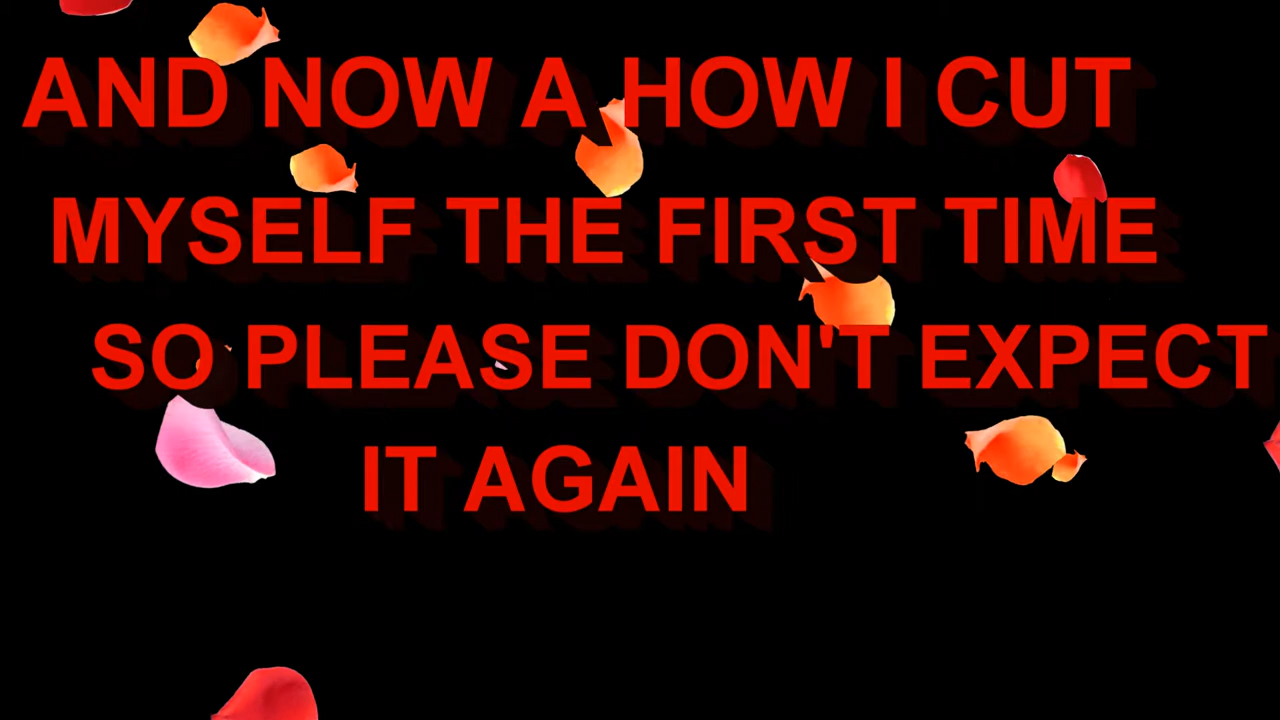 AND NOW A HOW I CUT
MYSELF THE FIRST TIME
SO PLEASE DON'T EXPECT
IT AGAIN